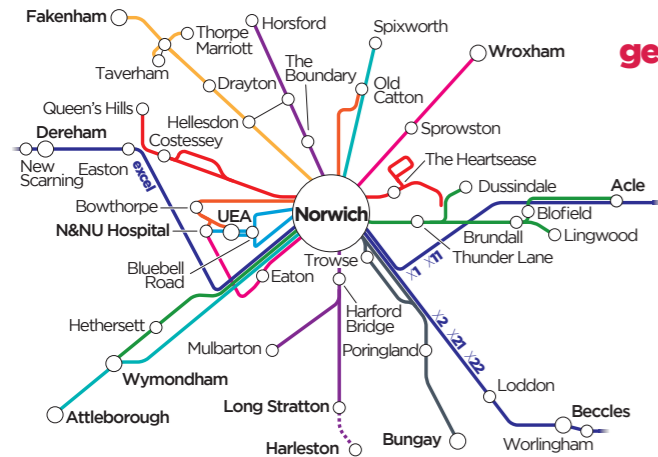 Fakenham
Thorpe
Marriott
Taverham
Horsford
Spixworth
Wroxham
ge
The
Boundary
Old
Catton
Drayton
Queen's Hills
Hellesdon
Sprowston
Dereham
Costessey
The Heartsease
New
Scarning
Easton
excel
Dussindale
Acle
Bowthorpe
UEA
Norwich
Blofield
N&NU Hospital
Brundall
Lingwood
Thunder Lane
Bluebell
Road
Eaton
Trowse
X1 X11
Harford
Bridge
Hethersett
Mulbarton
Poringland
X2 X21 X22
Wymondham
Loddon
Long Stratton
Attleborough
Beccles
Worlingham
Harleston
Bungay